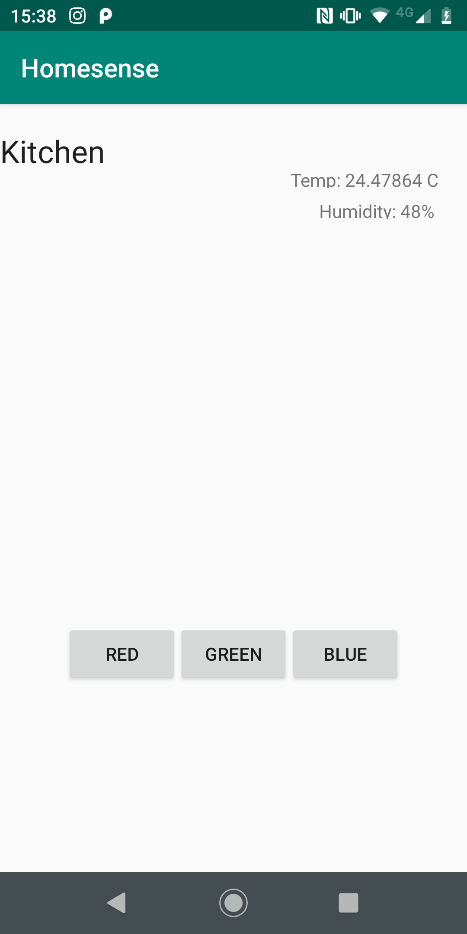 15:38 4G
Homesense
Kitchen
Temp: 24.47864 C
Humidity: 48%
RED GREEN BLUE